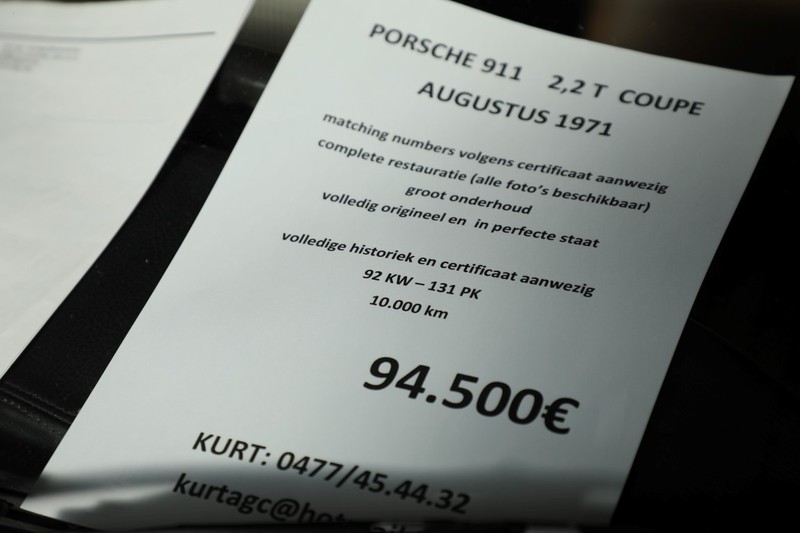 PORSCHE 911 2,2 T COUPE
AUGUSTUS 1971
matching numbers volgens certificaat aanwezig
complete restauratie (alle foto's beschikbaar)
groot onderhoud
volledig origineel en in perfecte staat
volledige historiek en certificaat aanwezig
92 KW – 131 PK
10.000 km
94.500€
KURT: 0477/45.44.32